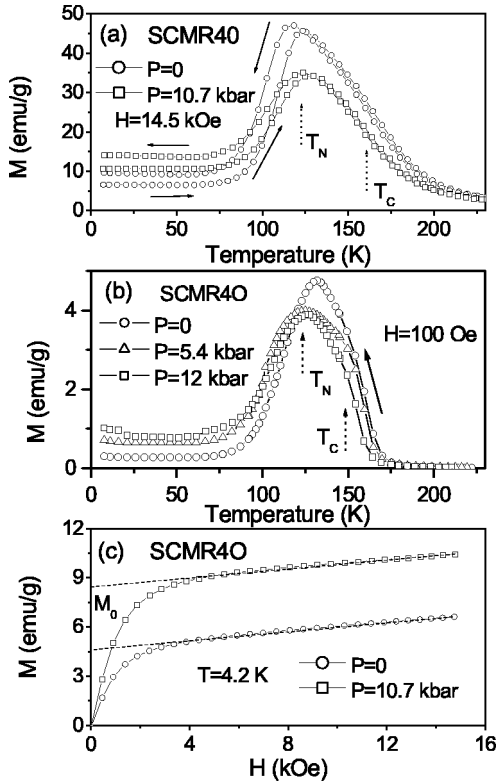 (a) SCMR40
P=0
P=10.7 kbar
H=14.5 kOe
T_N
T_C
M (emu/g)
0
10
20
30
40
50
0 50 100 150 200
Temperature (K)
(b) SCMR4O
P=0
P=5.4 kbar
P=12 kbar
H=100 Oe
T_N
T_C
M (emu/g)
0
2
4
0 50 100 150 200
Temperature (K)
(c) SCMR4O
M_0
T=4.2 K
P=0
P=10.7 kbar
M (emu/g)
0
3
6
9
12
0 4 8 12 16
H (kOe)